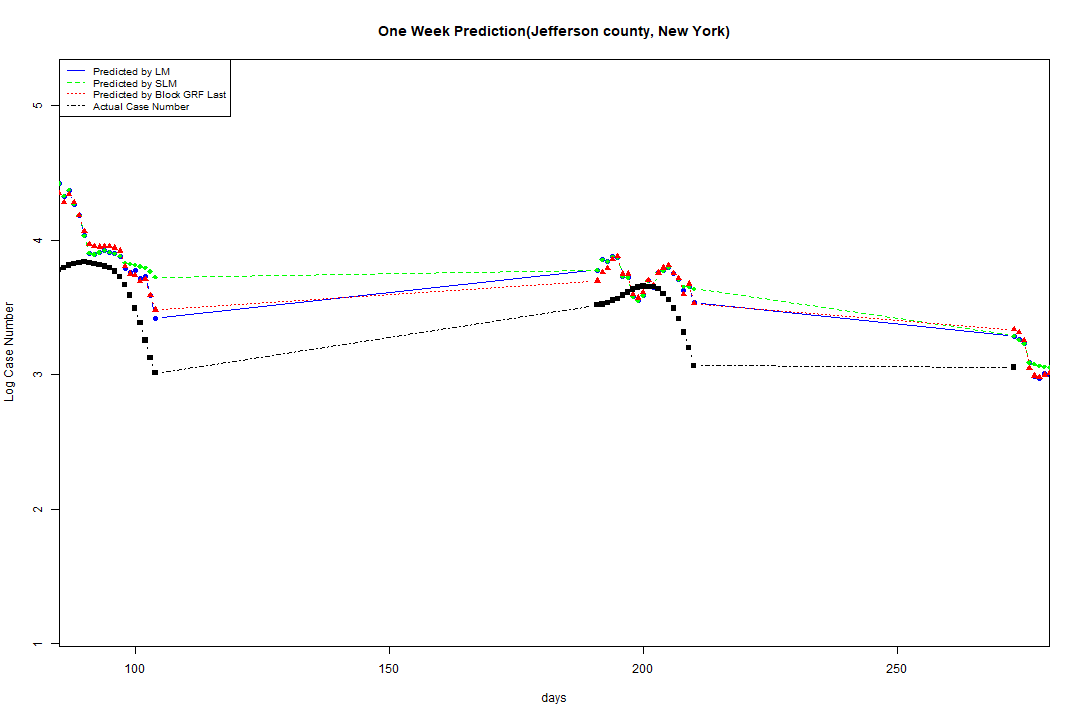 One Week Prediction(Jefferson county, New York)
Predicted by LM
Predicted by SLM
Predicted by Block GRF Last
Actual Case Number
5
4
3
2
1
Log Case Number
100
150
200
250
days